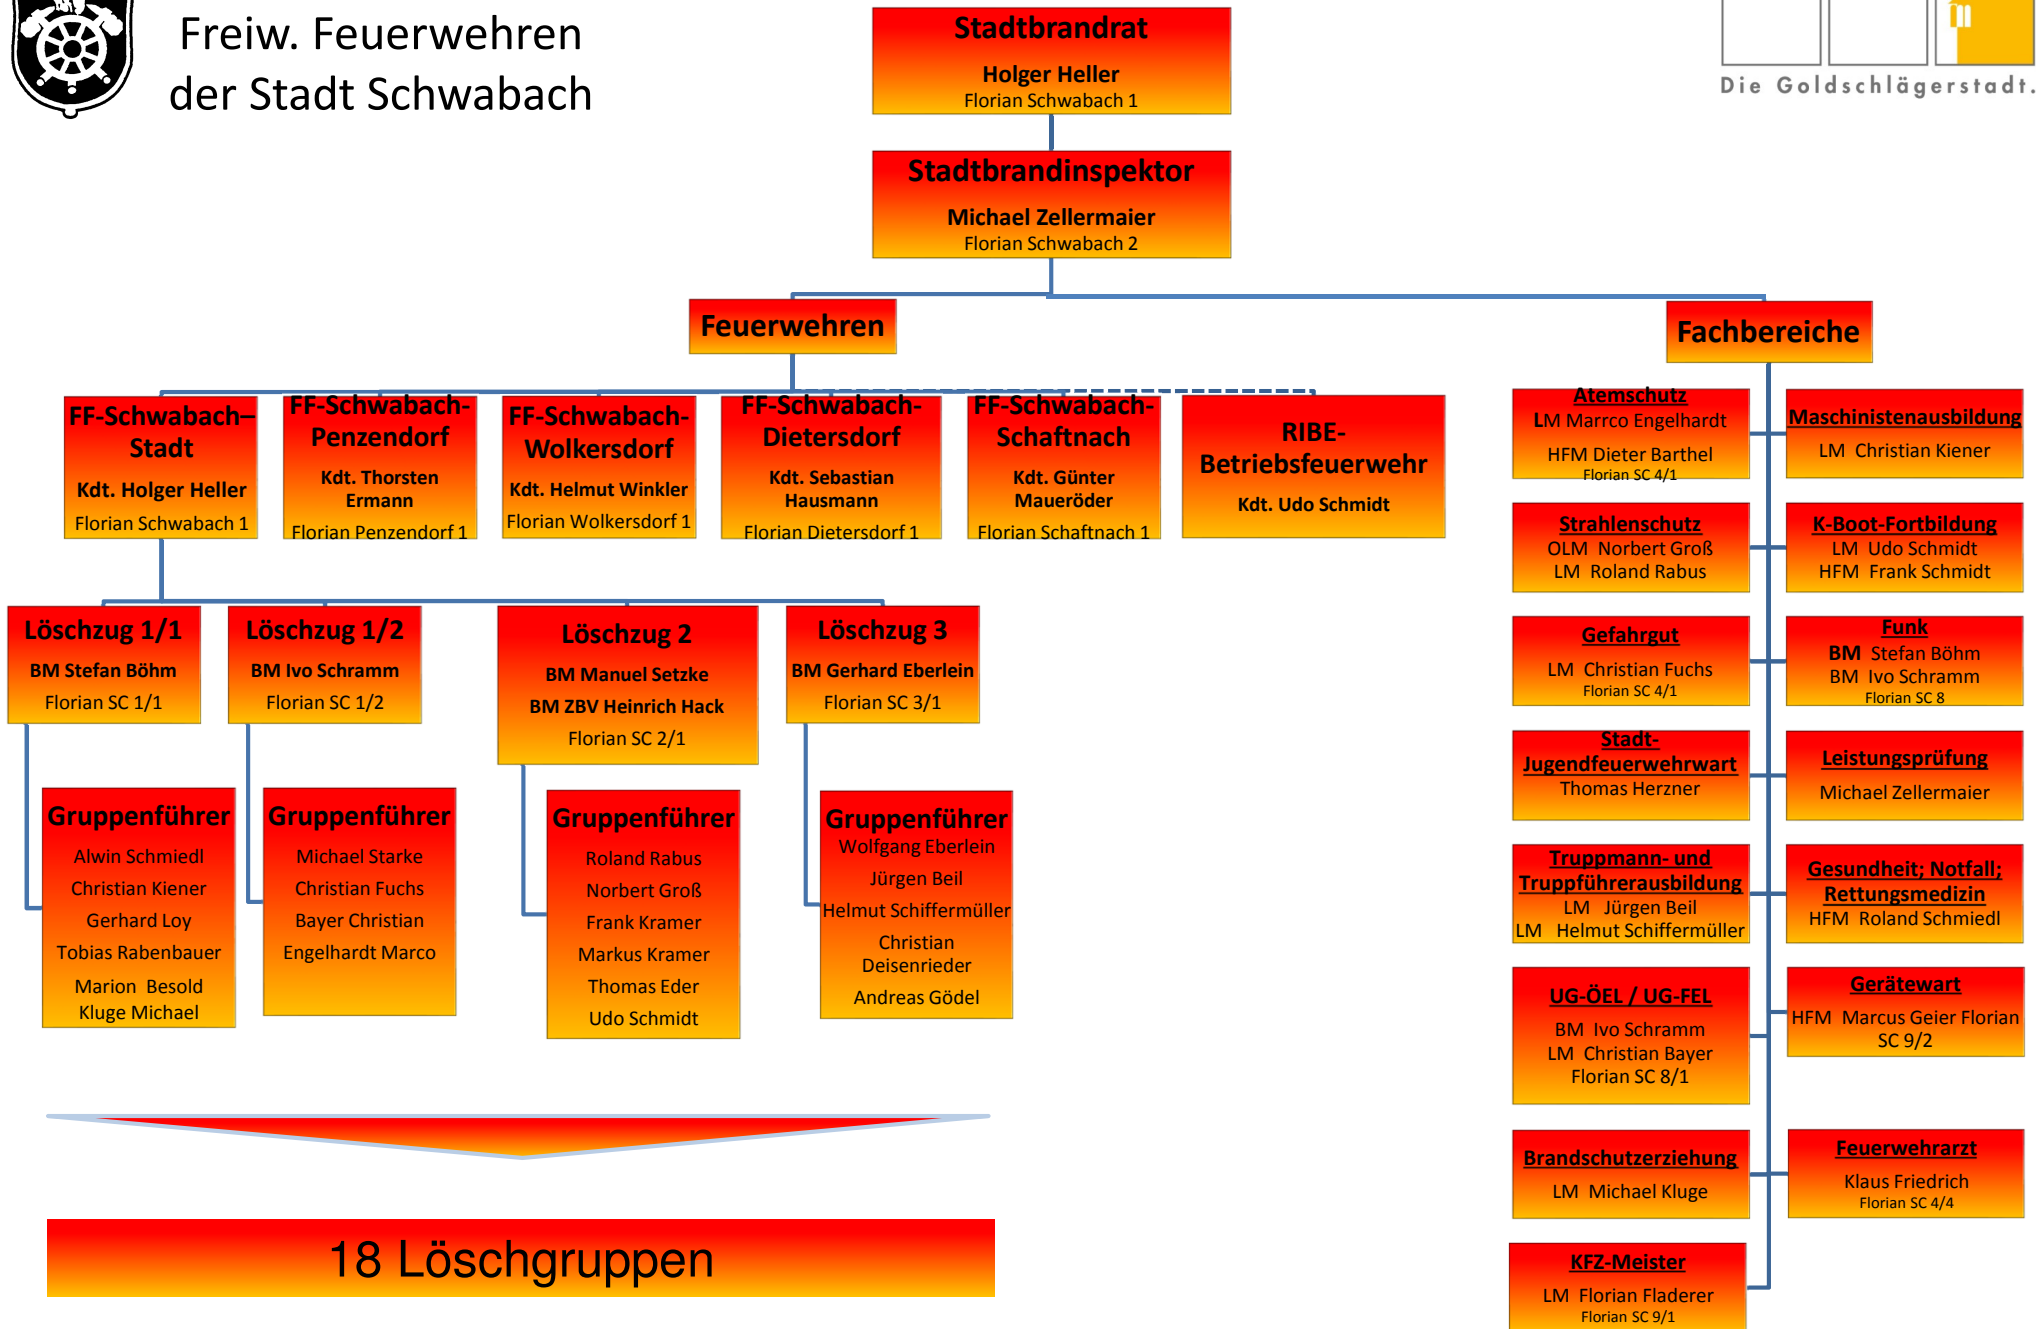 Freiw. Feuerwehren
der Stadt Schwabach
Die Goldschlägerstadt.
Stadtbrandrat
Holger Heller
Florian Schwabach 1
Stadtbrandinspektor
Michael Zellermaier
Florian Schwabach 2
Feuerwehren
Fachbereiche
FF-Schwabach–
Stadt
Kdt. Holger Heller
Florian Schwabach 1
FF-Schwabach-
Penzendorf
Kdt. Thorsten
Ermann
Florian Penzendorf 1
FF-Schwabach-
Wolkersdorf
Kdt. Helmut Winkler
Florian Wolkersdorf 1
FF-Schwabach-
Dietersdorf
Kdt. Sebastian
Hausmann
Florian Dietersdorf 1
FF-Schwabach-
Schaftnach
Kdt. Günter
Maueröder
Florian Schaftnach 1
RIBE-
Betriebsfeuerwehr
Kdt. Udo Schmidt
Löschzug 1/1
BM Stefan Böhm
Florian SC 1/1
Löschzug 1/2
BM Ivo Schramm
Florian SC 1/2
Löschzug 2
BM Manuel Setzke
BM ZBV Heinrich Hack
Florian SC 2/1
Löschzug 3
BM Gerhard Eberlein
Florian SC 3/1
Gruppenführer
Alwin Schmiedl
Christian Kiener
Gerhard Loy
Tobias Rabenbauer
Marion Besold
Kluge Michael
Gruppenführer
Michael Starke
Christian Fuchs
Bayer Christian
Engelhardt Marco
Gruppenführer
Roland Rabus
Norbert Groß
Frank Kramer
Markus Kramer
Thomas Eder
Udo Schmidt
Gruppenführer
Wolfgang Eberlein
Jürgen Beil
Helmut Schiffermüller
Christian
Deisenrieder
Andreas Gödel
18 Löschgruppen
Atemschutz
LM Marrco Engelhardt
HFM Dieter Barthel
Florian SC 4/1
Maschinistenausbildung
LM Christian Kiener
Strahlenschutz
OLM Norbert Groß
LM Roland Rabus
K-Boot-Fortbildung
LM Udo Schmidt
HFM Frank Schmidt
Gefahrgut
LM Christian Fuchs
Florian SC 4/1
Funk
BM Stefan Böhm
BM Ivo Schramm
Florian SC 8
Stadt-
Jugendfeuerwehrwart
Thomas Herzner
Leistungsprüfung
Michael Zellermaier
Truppmann- und
Truppführerausbildung
LM Jürgen Beil
LM Helmut Schiffermüller
Gesundheit; Notfall;
Rettungsmedizin
HFM Roland Schmiedl
UG-ÖEL / UG-FEL
BM Ivo Schramm
LM Christian Bayer
Florian SC 8/1
Gerätewart
HFM Marcus Geier Florian
SC 9/2
Brandschutzerziehung
LM Michael Kluge
Feuerwehrarzt
Klaus Friedrich
Florian SC 4/4
KFZ-Meister
LM Florian Fladerer
Florian SC 9/1